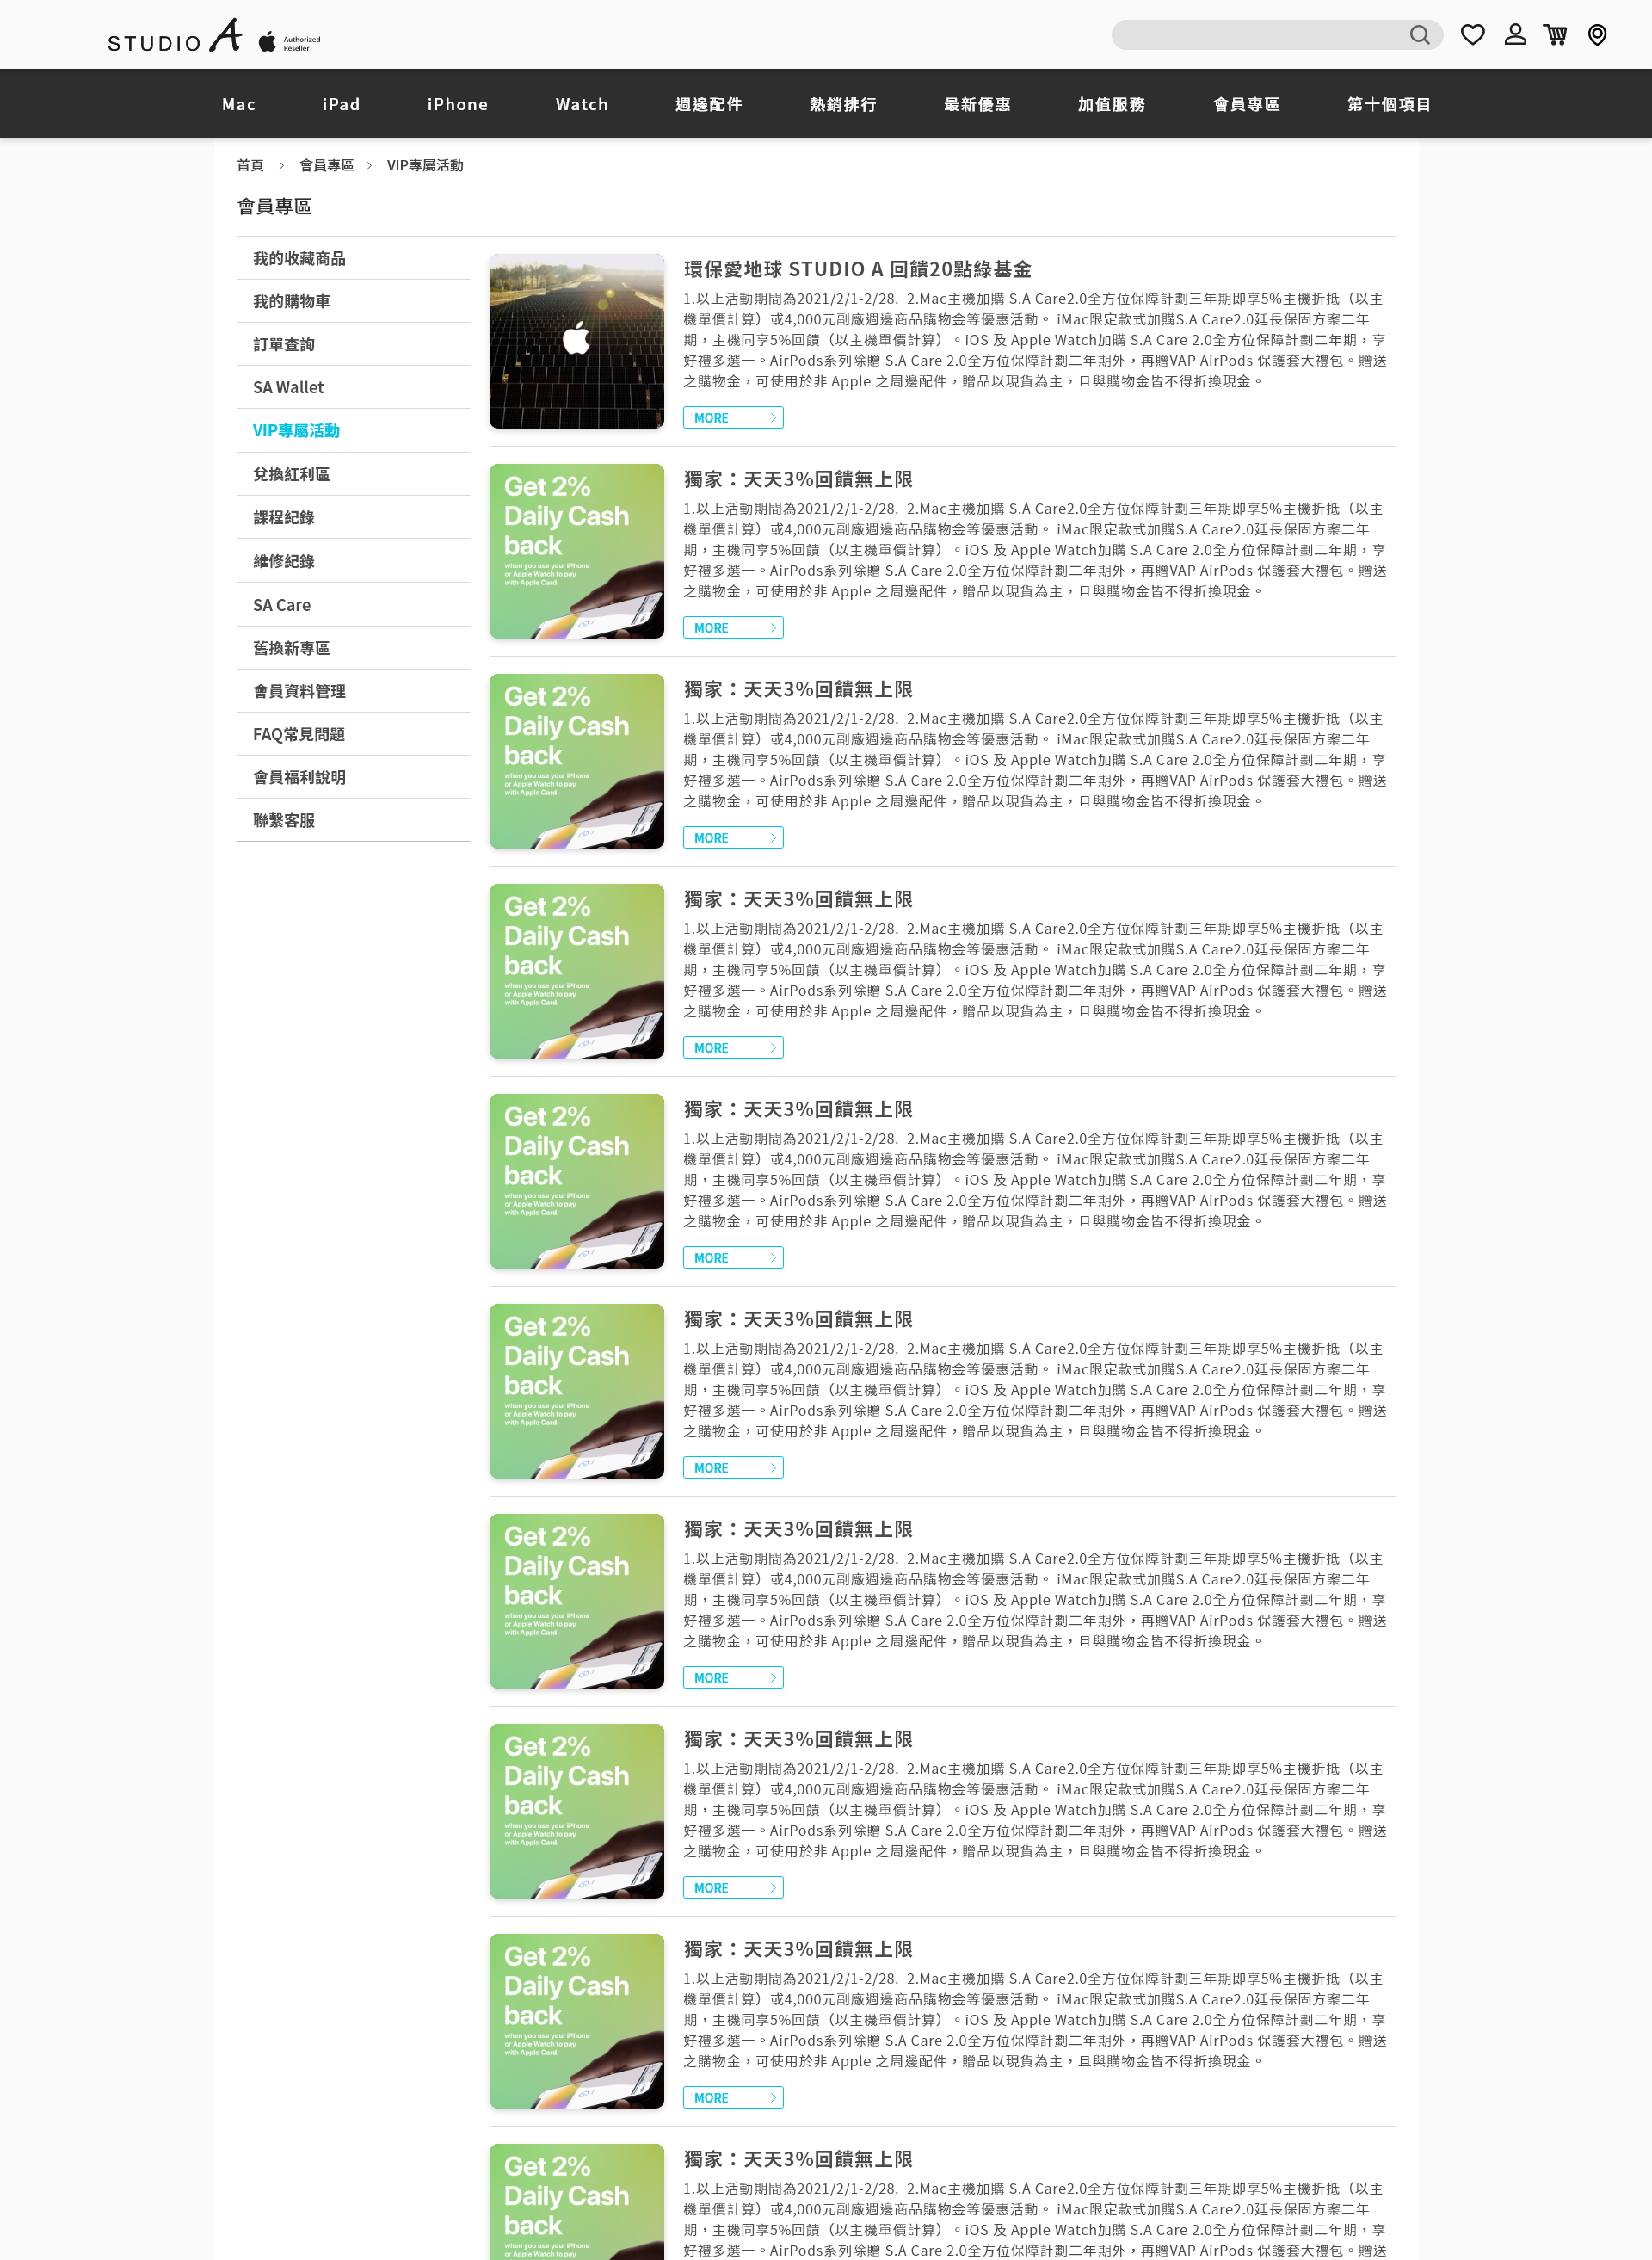 STUDIO A Authorized
Reseller
Mac iPad iPhone Watch 週邊配件 熱銷排行 最新優惠 加值服務 會員專區 第十個項目
首頁 > 會員專區 > VIP專屬活動
會員專區
我的收藏商品
我的購物車
訂單查詢
SA Wallet
VIP專屬活動
兌換紅利區
課程紀錄
維修紀錄
SA Care
舊換新專區
會員資料管理
FAQ常見問題
會員福利說明
聯繫客服
環保愛地球 STUDIO A 回饋20點綠基金
1.以上活動期間為2021/2/1-2/28. 2.Mac主機加購 S.A Care2.0全方位保障計劃三年期即享5%主機折抵（以主
機單價計算）或4,000元副廠週邊商品購物金等優惠活動。 iMac限定款式加購S.A Care2.0延長保固方案二年
期，主機同享5%回饋（以主機單價計算）。iOS 及 Apple Watch加購 S.A Care 2.0全方位保障計劃二年期，享
好禮多選一。AirPods系列除贈 S.A Care 2.0全方位保障計劃二年期外，再贈VAP AirPods 保護套大禮包。贈送
之購物金，可使用於非 Apple 之周邊配件，贈品以現貨為主，且與購物金皆不得折換現金。
MORE
Get 2%
Daily Cash
back
when you use your iPhone
or Apple Watch to pay
with Apple Card.
獨家：天天3%回饋無上限
1.以上活動期間為2021/2/1-2/28. 2.Mac主機加購 S.A Care2.0全方位保障計劃三年期即享5%主機折抵（以主
機單價計算）或4,000元副廠週邊商品購物金等優惠活動。 iMac限定款式加購S.A Care2.0延長保固方案二年
期，主機同享5%回饋（以主機單價計算）。iOS 及 Apple Watch加購 S.A Care 2.0全方位保障計劃二年期，享
好禮多選一。AirPods系列除贈 S.A Care 2.0全方位保障計劃二年期外，再贈VAP AirPods 保護套大禮包。贈送
之購物金，可使用於非 Apple 之周邊配件，贈品以現貨為主，且與購物金皆不得折換現金。
MORE
Get 2%
Daily Cash
back
when you use your iPhone
or Apple Watch to pay
with Apple Card.
獨家：天天3%回饋無上限
1.以上活動期間為2021/2/1-2/28. 2.Mac主機加購 S.A Care2.0全方位保障計劃三年期即享5%主機折抵（以主
機單價計算）或4,000元副廠週邊商品購物金等優惠活動。 iMac限定款式加購S.A Care2.0延長保固方案二年
期，主機同享5%回饋（以主機單價計算）。iOS 及 Apple Watch加購 S.A Care 2.0全方位保障計劃二年期，享
好禮多選一。AirPods系列除贈 S.A Care 2.0全方位保障計劃二年期外，再贈VAP AirPods 保護套大禮包。贈送
之購物金，可使用於非 Apple 之周邊配件，贈品以現貨為主，且與購物金皆不得折換現金。
MORE
Get 2%
Daily Cash
back
when you use your iPhone
or Apple Watch to pay
with Apple Card.
獨家：天天3%回饋無上限
1.以上活動期間為2021/2/1-2/28. 2.Mac主機加購 S.A Care2.0全方位保障計劃三年期即享5%主機折抵（以主
機單價計算）或4,000元副廠週邊商品購物金等優惠活動。 iMac限定款式加購S.A Care2.0延長保固方案二年
期，主機同享5%回饋（以主機單價計算）。iOS 及 Apple Watch加購 S.A Care 2.0全方位保障計劃二年期，享
好禮多選一。AirPods系列除贈 S.A Care 2.0全方位保障計劃二年期外，再贈VAP AirPods 保護套大禮包。贈送
之購物金，可使用於非 Apple 之周邊配件，贈品以現貨為主，且與購物金皆不得折換現金。
MORE
Get 2%
Daily Cash
back
when you use your iPhone
or Apple Watch to pay
with Apple Card.
獨家：天天3%回饋無上限
1.以上活動期間為2021/2/1-2/28. 2.Mac主機加購 S.A Care2.0全方位保障計劃三年期即享5%主機折抵（以主
機單價計算）或4,000元副廠週邊商品購物金等優惠活動。 iMac限定款式加購S.A Care2.0延長保固方案二年
期，主機同享5%回饋（以主機單價計算）。iOS 及 Apple Watch加購 S.A Care 2.0全方位保障計劃二年期，享
好禮多選一。AirPods系列除贈 S.A Care 2.0全方位保障計劃二年期外，再贈VAP AirPods 保護套大禮包。贈送
之購物金，可使用於非 Apple 之周邊配件，贈品以現貨為主，且與購物金皆不得折換現金。
MORE
Get 2%
Daily Cash
back
when you use your iPhone
or Apple Watch to pay
with Apple Card.
獨家：天天3%回饋無上限
1.以上活動期間為2021/2/1-2/28. 2.Mac主機加購 S.A Care2.0全方位保障計劃三年期即享5%主機折抵（以主
機單價計算）或4,000元副廠週邊商品購物金等優惠活動。 iMac限定款式加購S.A Care2.0延長保固方案二年
期，主機同享5%回饋（以主機單價計算）。iOS 及 Apple Watch加購 S.A Care 2.0全方位保障計劃二年期，享
好禮多選一。AirPods系列除贈 S.A Care 2.0全方位保障計劃二年期外，再贈VAP AirPods 保護套大禮包。贈送
之購物金，可使用於非 Apple 之周邊配件，贈品以現貨為主，且與購物金皆不得折換現金。
MORE
Get 2%
Daily Cash
back
when you use your iPhone
or Apple Watch to pay
with Apple Card.
獨家：天天3%回饋無上限
1.以上活動期間為2021/2/1-2/28. 2.Mac主機加購 S.A Care2.0全方位保障計劃三年期即享5%主機折抵（以主
機單價計算）或4,000元副廠週邊商品購物金等優惠活動。 iMac限定款式加購S.A Care2.0延長保固方案二年
期，主機同享5%回饋（以主機單價計算）。iOS 及 Apple Watch加購 S.A Care 2.0全方位保障計劃二年期，享
好禮多選一。AirPods系列除贈 S.A Care 2.0全方位保障計劃二年期外，再贈VAP AirPods 保護套大禮包。贈送
之購物金，可使用於非 Apple 之周邊配件，贈品以現貨為主，且與購物金皆不得折換現金。
MORE
Get 2%
Daily Cash
back
when you use your iPhone
or Apple Watch to pay
with Apple Card.
獨家：天天3%回饋無上限
1.以上活動期間為2021/2/1-2/28. 2.Mac主機加購 S.A Care2.0全方位保障計劃三年期即享5%主機折抵（以主
機單價計算）或4,000元副廠週邊商品購物金等優惠活動。 iMac限定款式加購S.A Care2.0延長保固方案二年
期，主機同享5%回饋（以主機單價計算）。iOS 及 Apple Watch加購 S.A Care 2.0全方位保障計劃二年期，享
好禮多選一。AirPods系列除贈 S.A Care 2.0全方位保障計劃二年期外，再贈VAP AirPods 保護套大禮包。贈送
之購物金，可使用於非 Apple 之周邊配件，贈品以現貨為主，且與購物金皆不得折換現金。
MORE
Get 2%
Daily Cash
back
when you use your iPhone
or Apple Watch to pay
with Apple Card.
獨家：天天3%回饋無上限
1.以上活動期間為2021/2/1-2/28. 2.Mac主機加購 S.A Care2.0全方位保障計劃三年期即享5%主機折抵（以主
機單價計算）或4,000元副廠週邊商品購物金等優惠活動。 iMac限定款式加購S.A Care2.0延長保固方案二年
期，主機同享5%回饋（以主機單價計算）。iOS 及 Apple Watch加購 S.A Care 2.0全方位保障計劃二年期，享
好禮多選一。AirPods系列除贈 S.A Care 2.0全方位保障計劃二年期外，再贈VAP AirPods 保護套大禮包。贈送
之購物金，可使用於非 Apple 之周邊配件，贈品以現貨為主，且與購物金皆不得折換現金。
MORE
Get 2%
Daily Cash
back
when you use your iPhone
獨家：天天3%回饋無上限
1.以上活動期間為2021/2/1-2/28. 2.Mac主機加購 S.A Care2.0全方位保障計劃三年期即享5%主機折抵（以主
機單價計算）或4,000元副廠週邊商品購物金等優惠活動。 iMac限定款式加購S.A Care2.0延長保固方案二年
期，主機同享5%回饋（以主機單價計算）。iOS 及 Apple Watch加購 S.A Care 2.0全方位保障計劃二年期，享
好禮多選一。AirPods系列除贈 S.A Care 2.0全方位保障計劃二年期外，再贈VAP AirPods 保護套大禮包。贈送